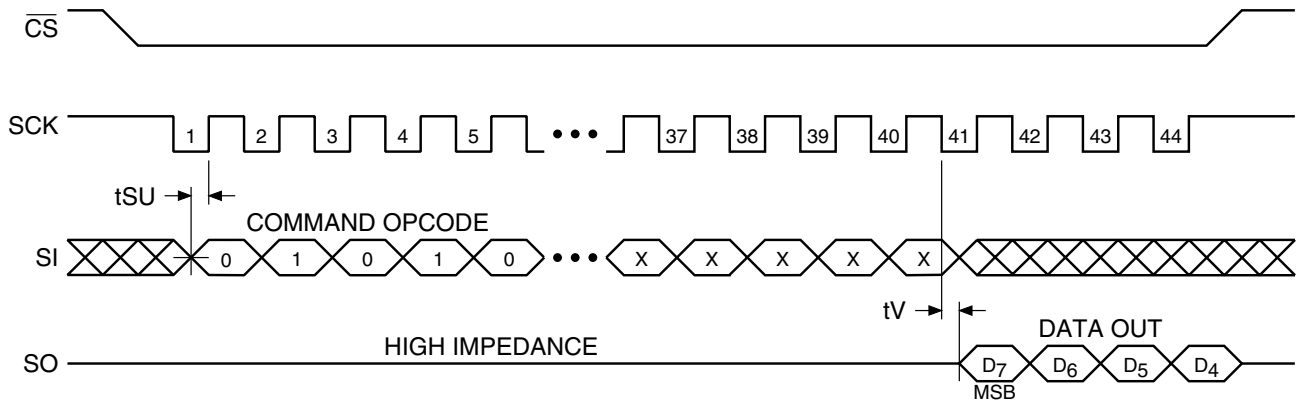 CS
SCK 1 2 3 4 5 ••• 37 38 39 40 41 42 43 44
tSU
COMMAND OPCODE
SI 0 1 0 1 0 ••• X X X X X
tV
DATA OUT
HIGH IMPEDANCE
SO D7 D6 D5 D4
MSB